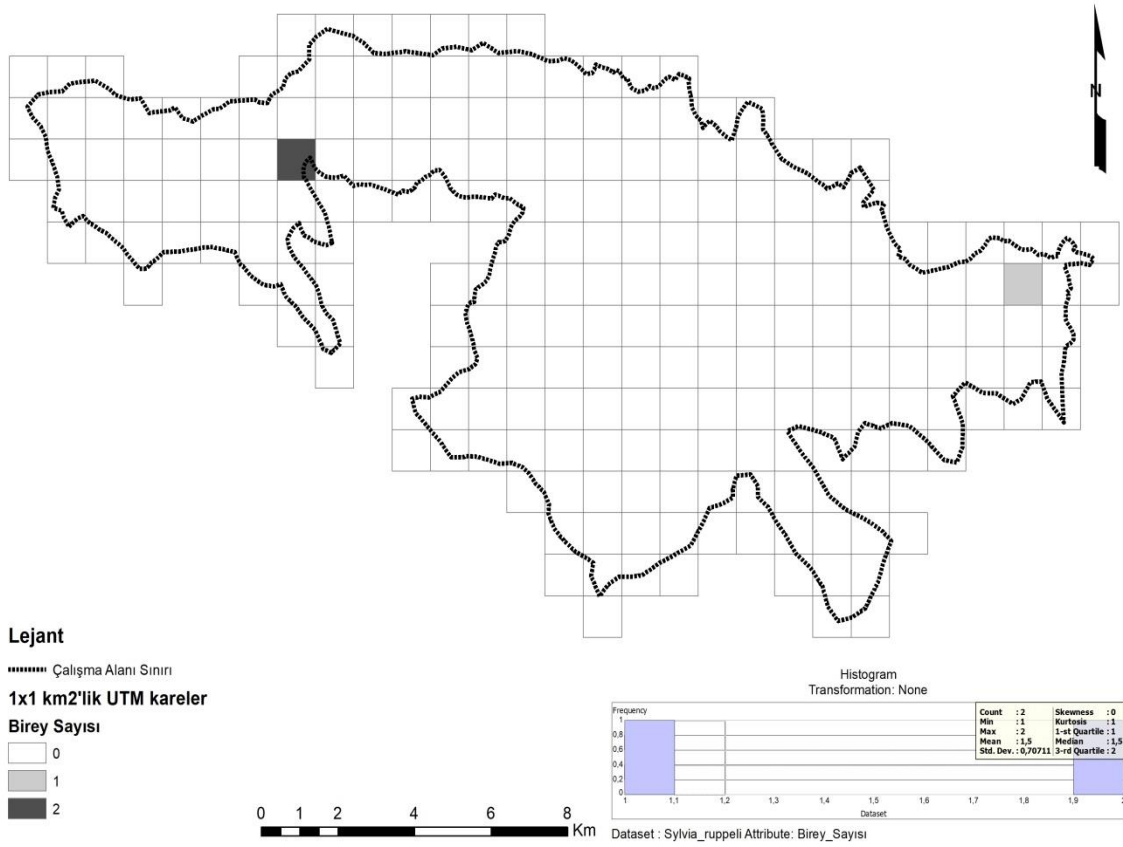 N
Lejant
Çalışma Alanı Sınırı
1x1 km2'lik UTM kareler
Birey Sayısı
0
1
2
0 1 2 4 6 8
Km
Histogram
Transformation: None
Frequency
1
0,8
0,6
0,4
0,2
0
Count : 2 Skewness : 0
Min : 1 Kurtosis : 1
Max : 2 1-st Quartile : 1
Mean : 1,5 Median : 1,5
Std. Dev. : 0,70711 3-rd Quartile : 2
1 1,1 1,2 1,3 1,4 1,5 1,6 1,7 1,8 1,9 2
Dataset
Dataset : Sylvia_ruppeli Attribute: Birey_Sayısı